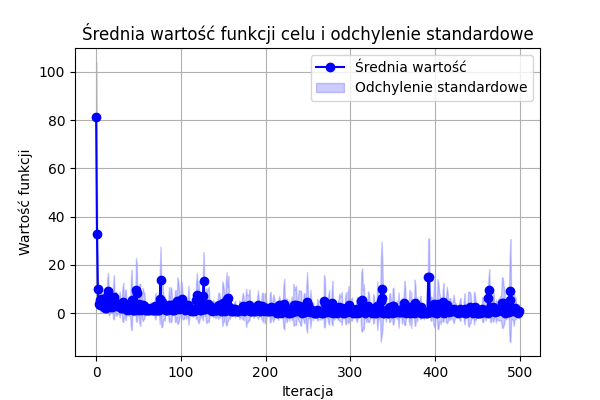 Średnia wartość funkcji celu i odchylenie standardowe
Średnia wartość
Odchylenie standardowe
Wartość funkcji
100
80
60
40
20
0
0 100 200 300 400 500
Iteracja